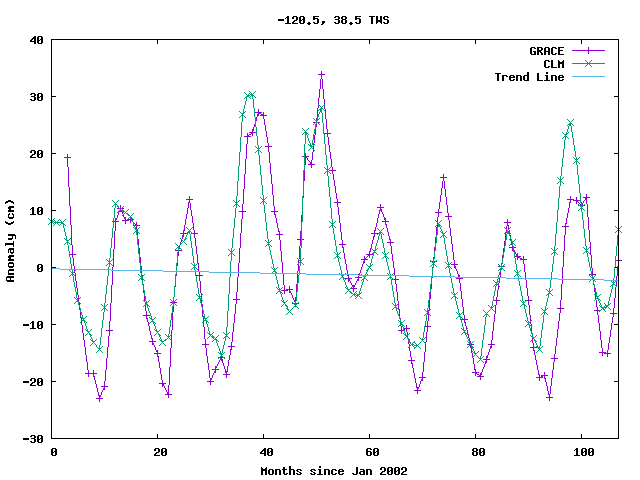 -120.5, 38.5 TWS
GRACE
CLM
Trend Line
40
30
20
10
0
-10
-20
-30
Anomaly (cm)
0 20 40 60 80 100
Months since Jan 2002